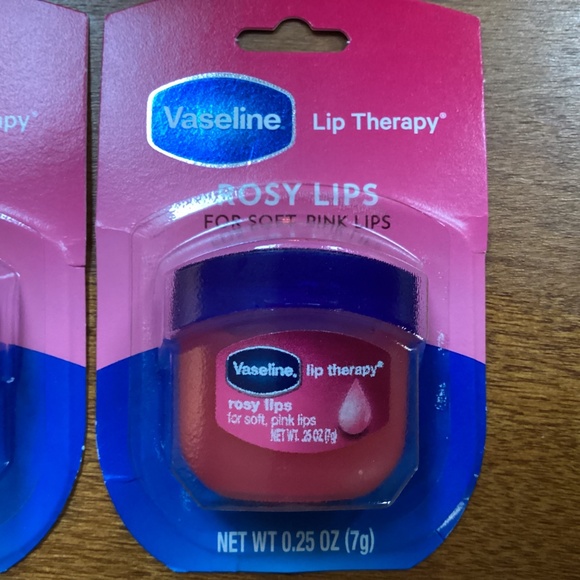 apy®
Vaseline
Lip Therapy®
ROSY LIPS
FOR SOFT, PINK LIPS
Vaseline® lip therapy®
rosy lips
for soft, pink lips
NET WT. .25 OZ (7g)
NET WT 0.25 OZ (7g)